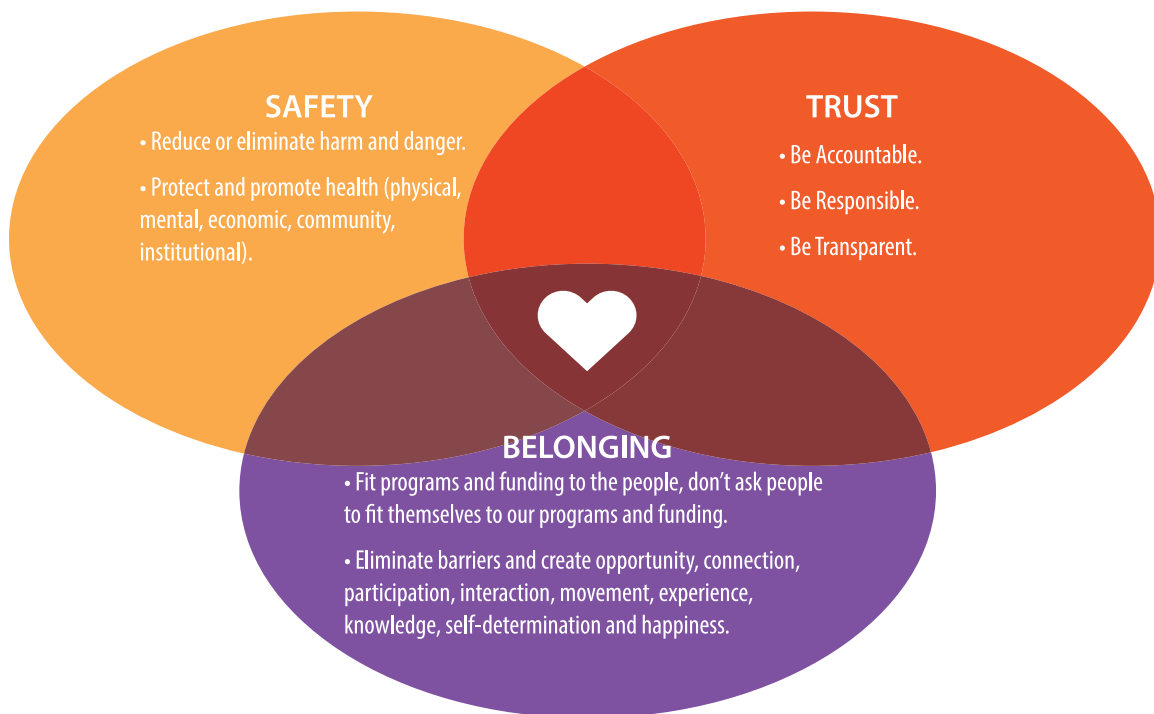 SAFETY
• Reduce or eliminate harm and danger.
• Protect and promote health (physical,
mental, economic, community,
institutional).
TRUST
• Be Accountable.
• Be Responsible.
• Be Transparent.
BELONGING
• Fit programs and funding to the people, don’t ask people
to fit themselves to our programs and funding.
• Eliminate barriers and create opportunity, connection,
participation, interaction, movement, experience,
knowledge, self-determination and happiness.